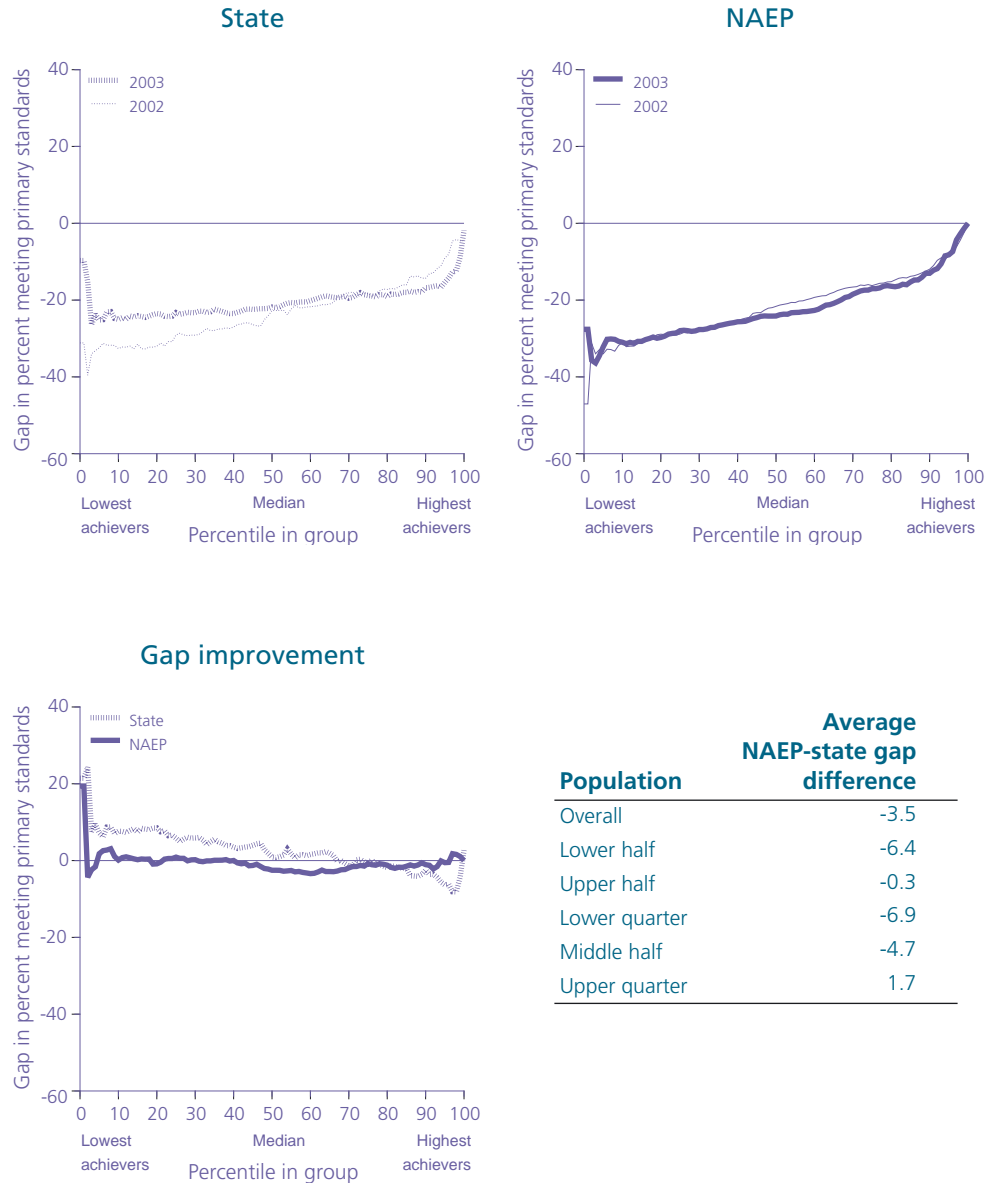 State
Gap in percent meeting primary standards
40
20
0
-20
-40
-60
2003
2002
0 10 20 30 40 50 60 70 80 90 100
Lowest achievers
Median
Highest achievers
Percentile in group
NAEP
Gap in percent meeting primary standards
40
20
0
-20
-40
-60
2003
2002
0 10 20 30 40 50 60 70 80 90 100
Lowest achievers
Median
Highest achievers
Percentile in group
Gap improvement
Gap in percent meeting primary standards
40
20
0
-20
-40
-60
State
NAEP
0 10 20 30 40 50 60 70 80 90 100
Lowest achievers
Median
Highest achievers
Percentile in group
Average
NAEP-state gap
Population difference
Overall -3.5
Lower half -6.4
Upper half -0.3
Lower quarter -6.9
Middle half -4.7
Upper quarter 1.7